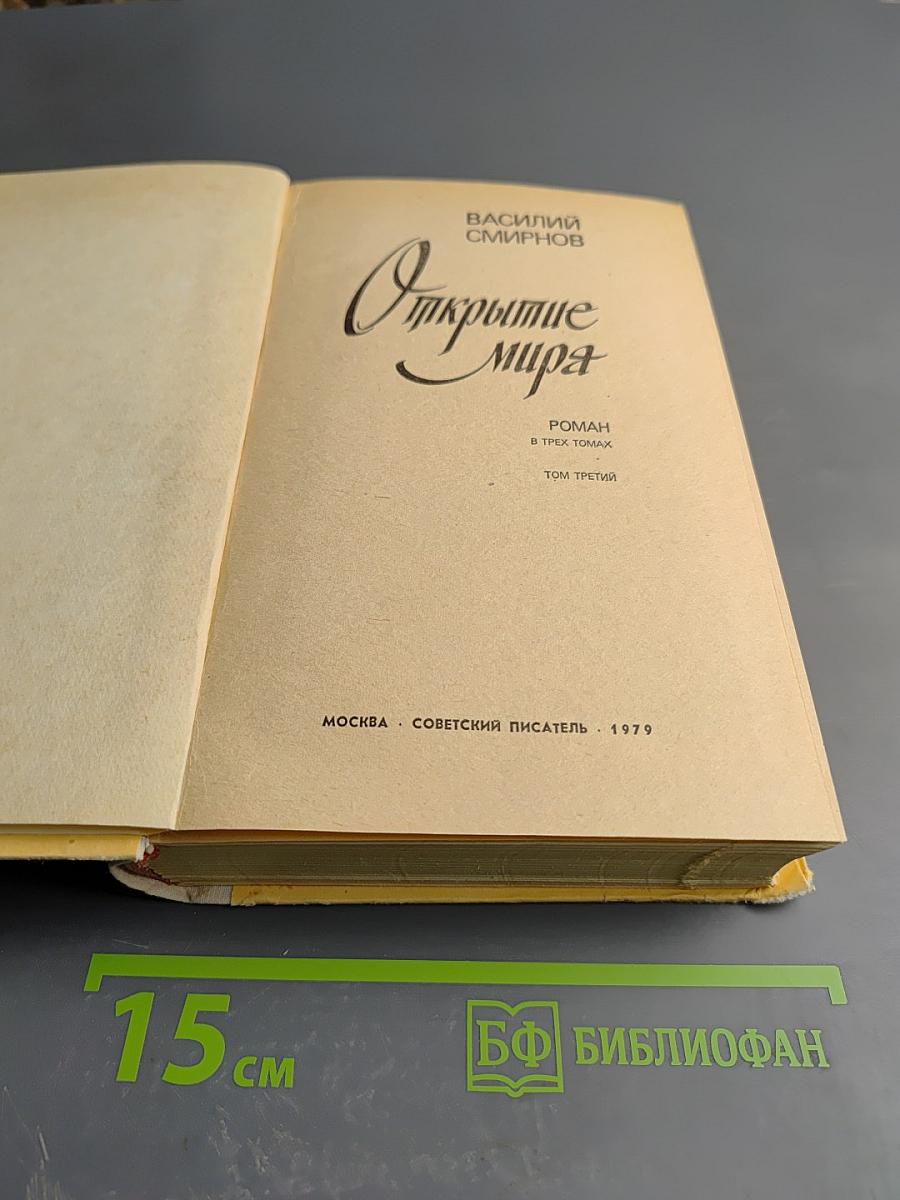 ВАСИЛИЙ
СМИРНОВ
Открытие
мира
РОМАН
В ТРЕХ ТОМАХ
ТОМ ТРЕТИЙ
МОСКВА · СОВЕТСКИЙ ПИСАТЕЛЬ · 1979
15 см
БФ БИБЛИОФАН